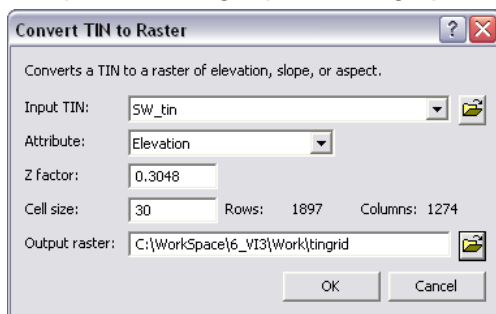 Convert TIN to Raster
Converts a TIN to a raster of elevation, slope, or aspect.
Input TIN: SW_tin
Attribute: Elevation
Z factor: 0.3048
Cell size: 30 Rows: 1897 Columns: 1274
Output raster: C:\WorkSpace\6_VI3\Work\tingrid
OK Cancel